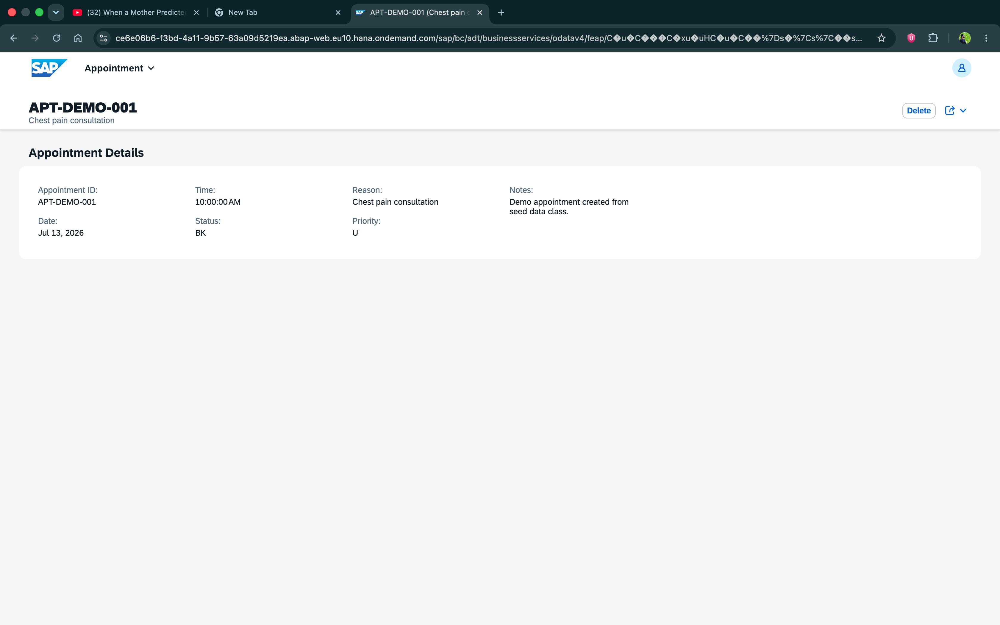 (32) When a Mother Predicted
New Tab
APT-DEMO-001 (Chest pain c
ce6e06b6-f3bd-4a11-9b57-63a09d5219ea.abap-web.eu10.hana.ondemand.com/sap/bc/adt/businessservices/odatav4/feap/C�u�C���C�xu�uHC�u�C��%7Ds�%7Cs%7C��s...
SAP
Appointment
APT-DEMO-001
Chest pain consultation
Delete
Appointment Details
Appointment ID:
APT-DEMO-001
Time:
10:00:00 AM
Reason:
Chest pain consultation
Notes:
Demo appointment created from
seed data class.
Date:
Jul 13, 2026
Status:
BK
Priority:
U